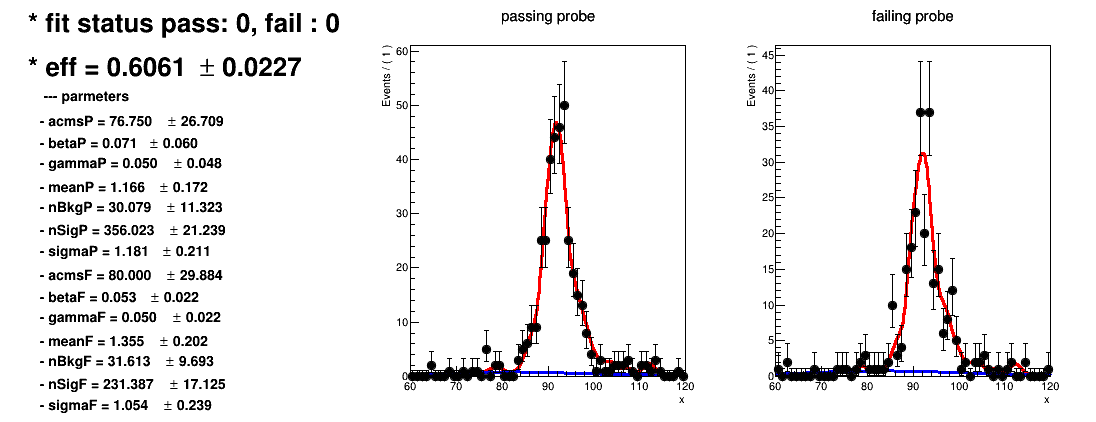 * fit status pass: 0, fail : 0
* eff = 0.6061 ± 0.0227
--- parmeters
- acmsP = 76.750 ± 26.709
- betaP = 0.071 ± 0.060
- gammaP = 0.050 ± 0.048
- meanP = 1.166 ± 0.172
- nBkgP = 30.079 ± 11.323
- nSigP = 356.023 ± 21.239
- sigmaP = 1.181 ± 0.211
- acmsF = 80.000 ± 29.884
- betaF = 0.053 ± 0.022
- gammaF = 0.050 ± 0.022
- meanF = 1.355 ± 0.202
- nBkgF = 31.613 ± 9.693
- nSigF = 231.387 ± 17.125
- sigmaF = 1.054 ± 0.239
passing probe
Events / ( 1 )
60
50
40
30
20
10
0
60 70 80 90 100 110 120
x
failing probe
Events / ( 1 )
45
40
35
30
25
20
15
10
5
0
60 70 80 90 100 110 120
x